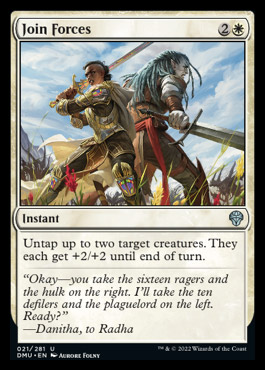 Join Forces 2
Instant
Untap up to two target creatures. They
each get +2/+2 until end of turn.
“Okay—you take the sixteen ragers and
the hulk on the right. I’ll take the ten
defilers and the plaguelord on the left.
Ready?”
—Danitha, to Radha
021/281 U
DMU • EN Aurore Folny
™ & © 2022 Wizards of the Coast